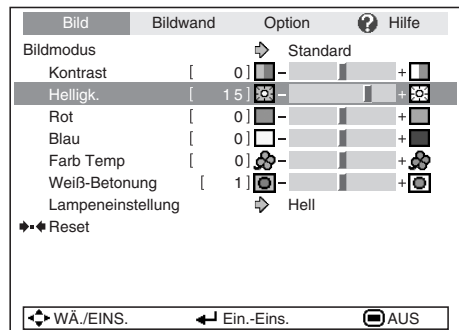 Bild Bildwand Option ? Hilfe
Bildmodus Standard
Kontrast [ 0] - +
Helligk. [ 15] - +
Rot [ 0] - +
Blau [ 0] - +
Farb Temp [ 0] - +
Weiß-Betonung [ 1] - +
Lampeneinstellung Hell
Reset
WÄ./EINS. Ein.-Eins. AUS